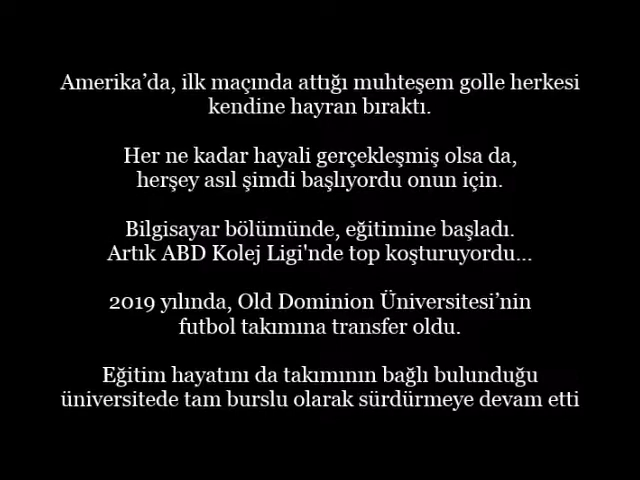 Amerika’da, ilk maçında attığı muhteşem golle herkesi
kendine hayran bıraktı.
Her ne kadar hayali gerçekleşmiş olsa da,
herşey asıl şimdi başlıyordu onun için.
Bilgisayar bölümünde, eğitimine başladı.
Artık ABD Kolej Ligi'nde top koşturuyordu...
2019 yılında, Old Dominion Üniversitesi’nin
futbol takımına transfer oldu.
Eğitim hayatını da takımının bağlı bulunduğu
üniversitede tam burslu olarak sürdürmeye devam etti